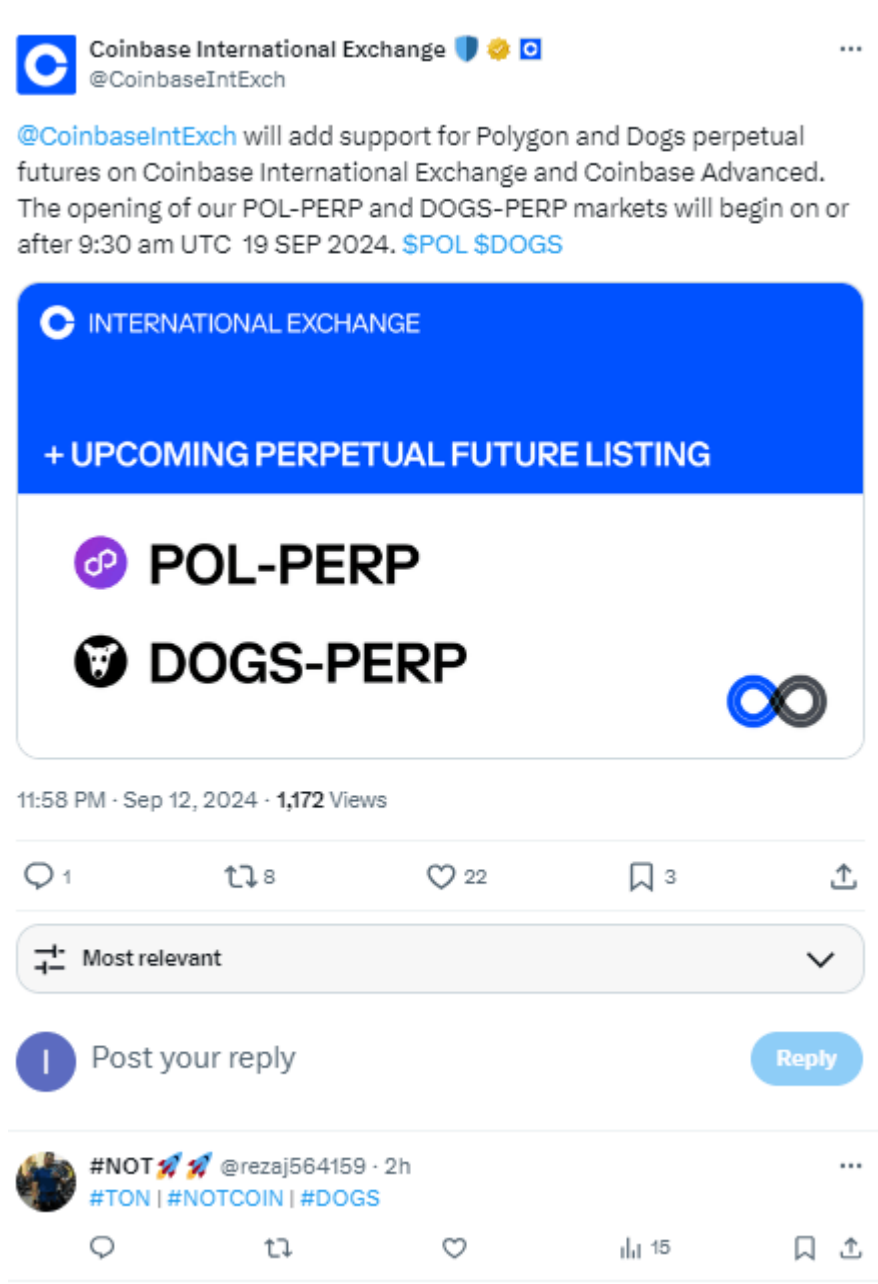 Coinbase International Exchange 🛡️
@CoinbaseIntExch
@CoinbaseIntExch will add support for Polygon and Dogs perpetual
futures on Coinbase International Exchange and Coinbase Advanced.
The opening of our POL-PERP and DOGS-PERP markets will begin on or
after 9:30 am UTC 19 SEP 2024. $POL $DOGS
INTERNATIONAL EXCHANGE
+ UPCOMING PERPETUAL FUTURE LISTING
POL-PERP
DOGS-PERP
11:58 PM · Sep 12, 2024 · 1,172 Views
1 8 22 3
Most relevant
I Post your reply Reply
#NOT🚀 🚀 @rezaj564159 · 2h
#TON | #NOTCOIN | #DOGS
15